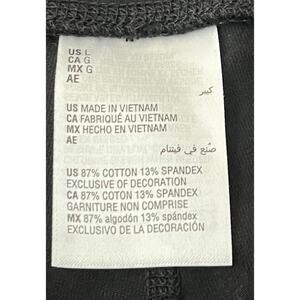 US L
CA G
MX G
AE
كبير
US MADE IN VIETNAM
CA FABRIQUÉ AU VIETNAM
MX HECHO EN VIETNAM
AE
صنع في فيتنام
US 87% COTTON 13% SPANDEX
EXCLUSIVE OF DECORATION
CA 87% COTON 13% SPANDEX
GARNITURE NON COMPRISE
MX 87% algodón 13% spándex
EXCLUSIVO DE LA DECORACIÓN